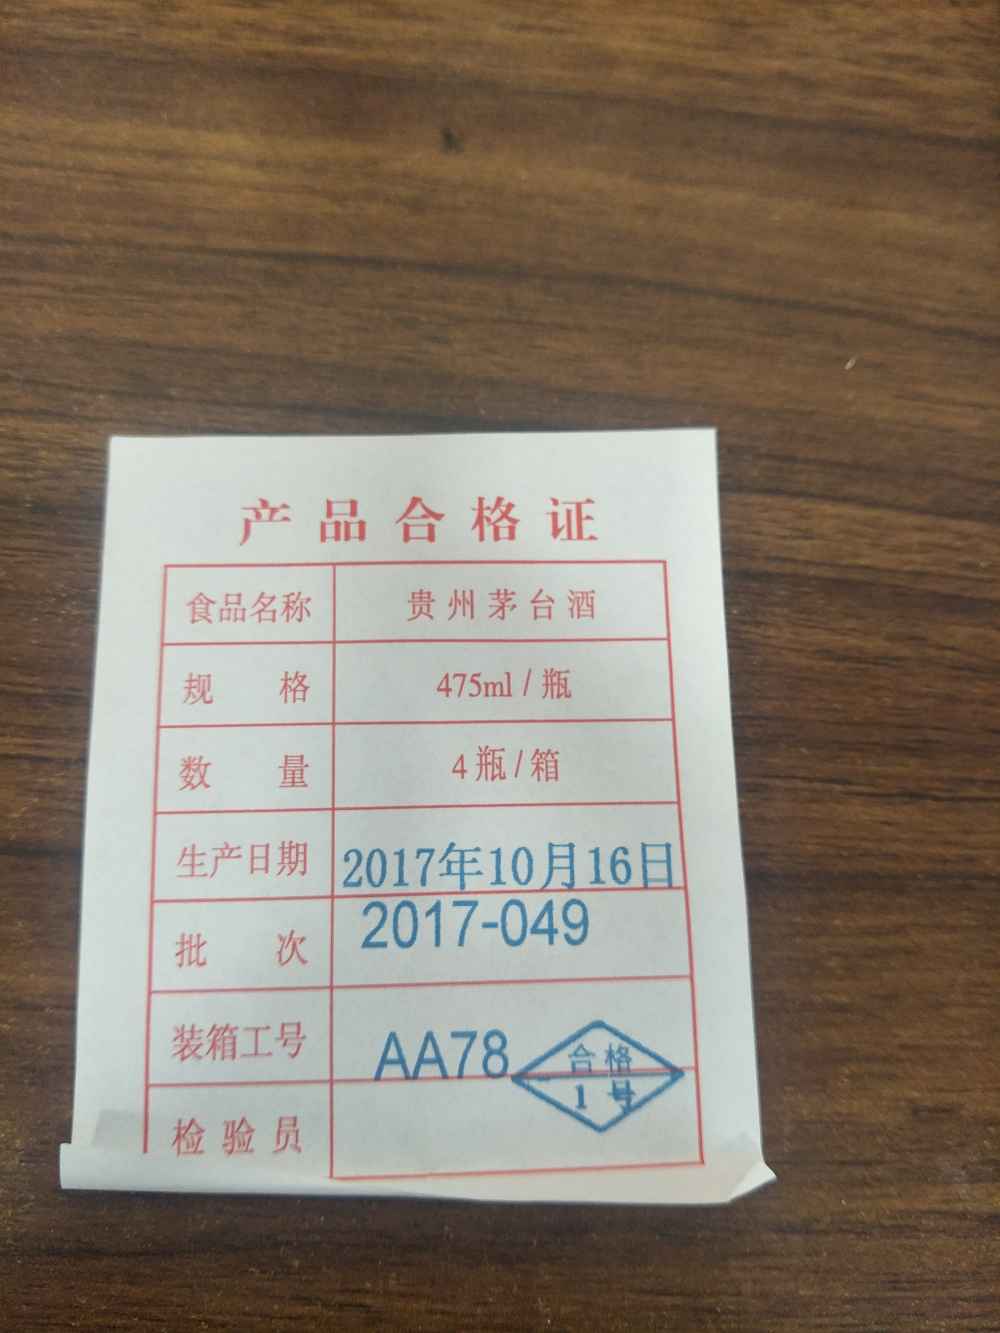 产品合格证
食品名称 贵州茅台酒
规格 475ml / 瓶
数量 4瓶/箱
生产日期 2017年10月16日
批次 2017-049
装箱工号 AA78
合格
1号
检验员